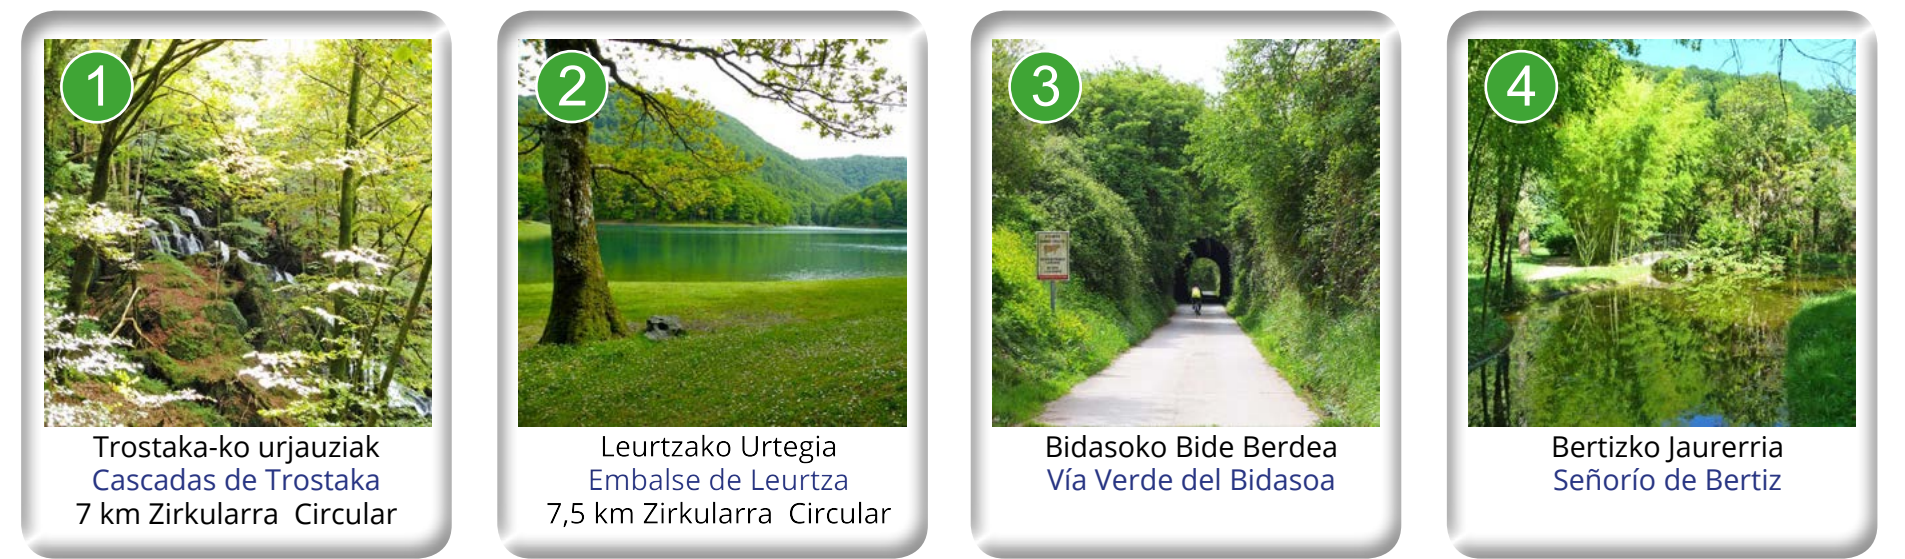 1
Trostaka-ko urjauziak
Cascadas de Trostaka
7 km Zirkularra Circular
2
Leurtzako Urtegia
Embalse de Leurtza
7,5 km Zirkularra Circular
3
Bidasoko Bide Berdea
Vía Verde del Bidasoa
4
Bertizko Jaurerria
Señorío de Bertiz